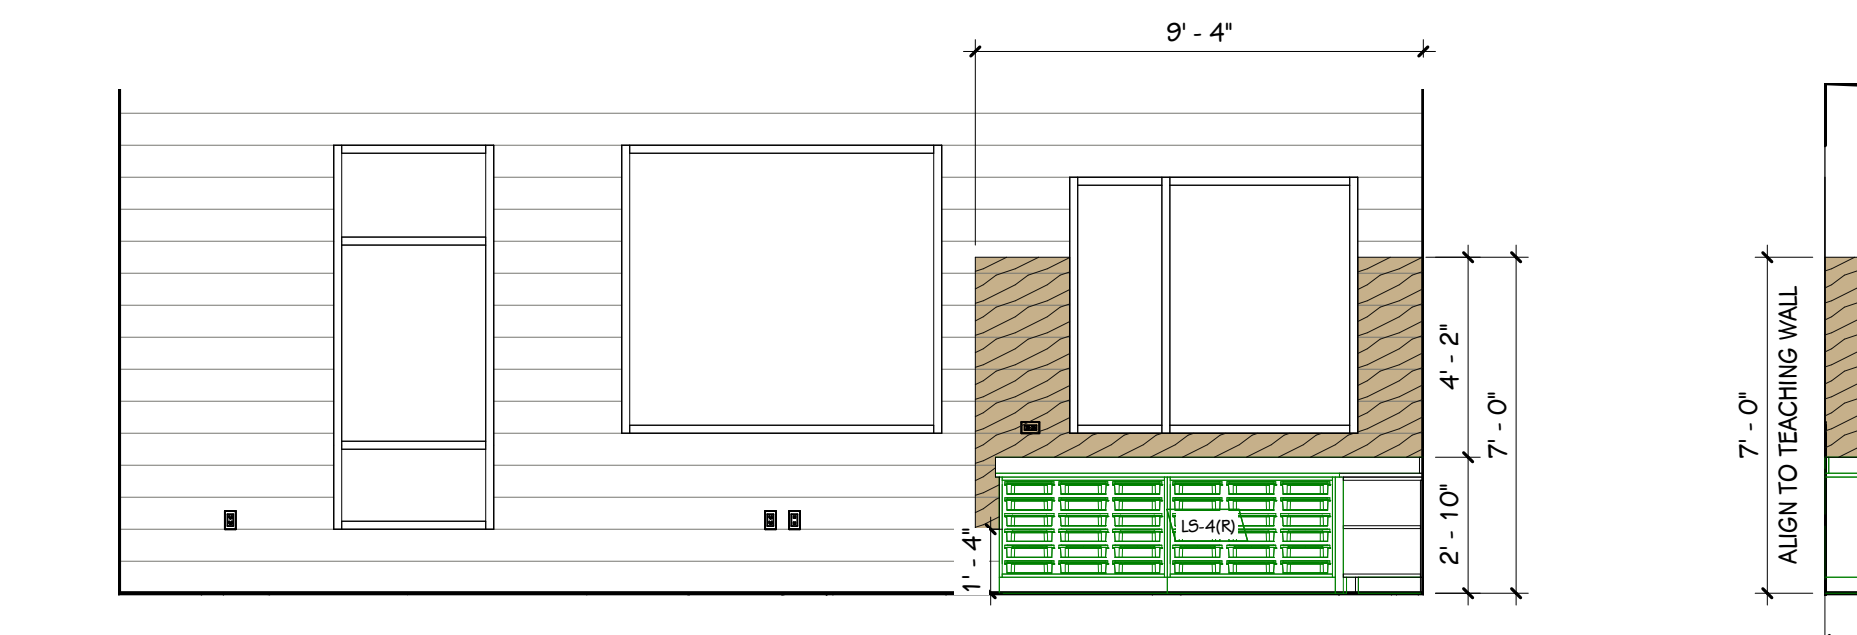 9' - 4"
4' - 2"
7' - 0"
2' - 10"
1' - 4"
LS-4(R)
7' - 0"
ALIGN TO TEACHING WALL